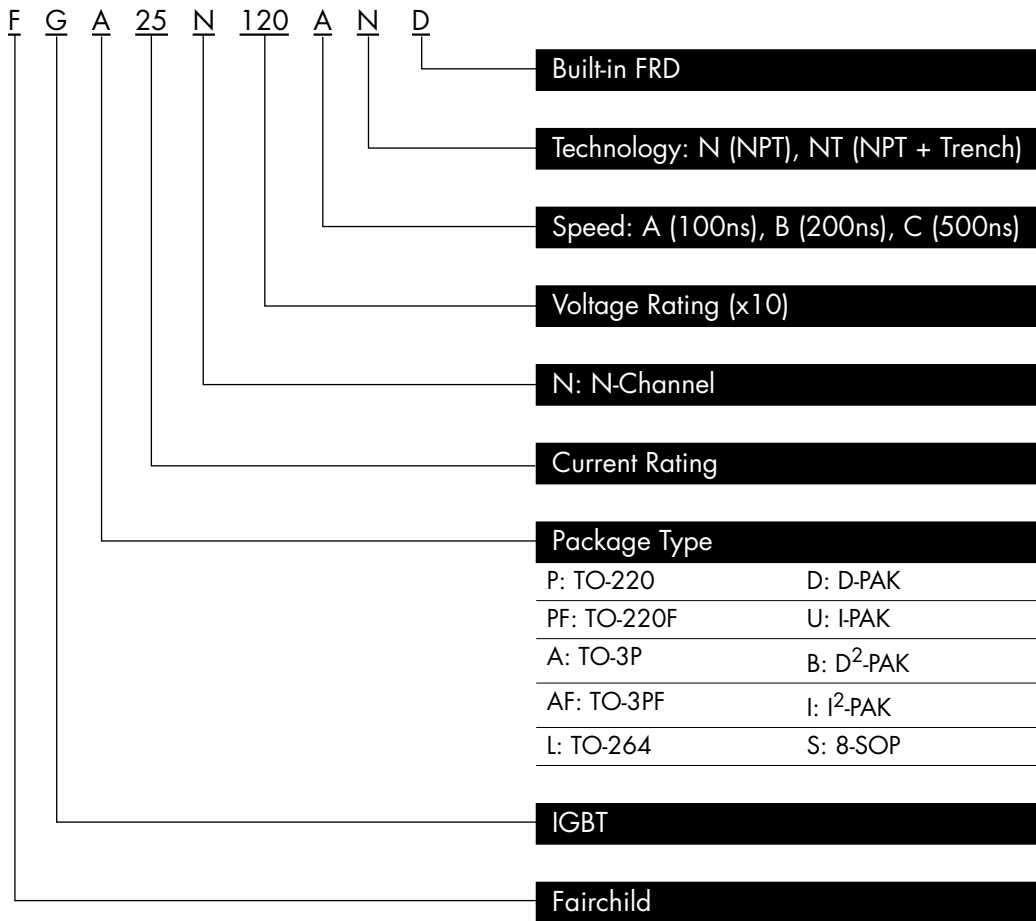 F G A 25 N 120 A N D
Built-in FRD
Technology: N (NPT), NT (NPT + Trench)
Speed: A (100ns), B (200ns), C (500ns)
Voltage Rating (x10)
N: N-Channel
Current Rating
Package Type
P: TO-220 D: D-PAK
PF: TO-220F U: I-PAK
A: TO-3P B: D²-PAK
AF: TO-3PF I: I²-PAK
L: TO-264 S: 8-SOP
IGBT
Fairchild